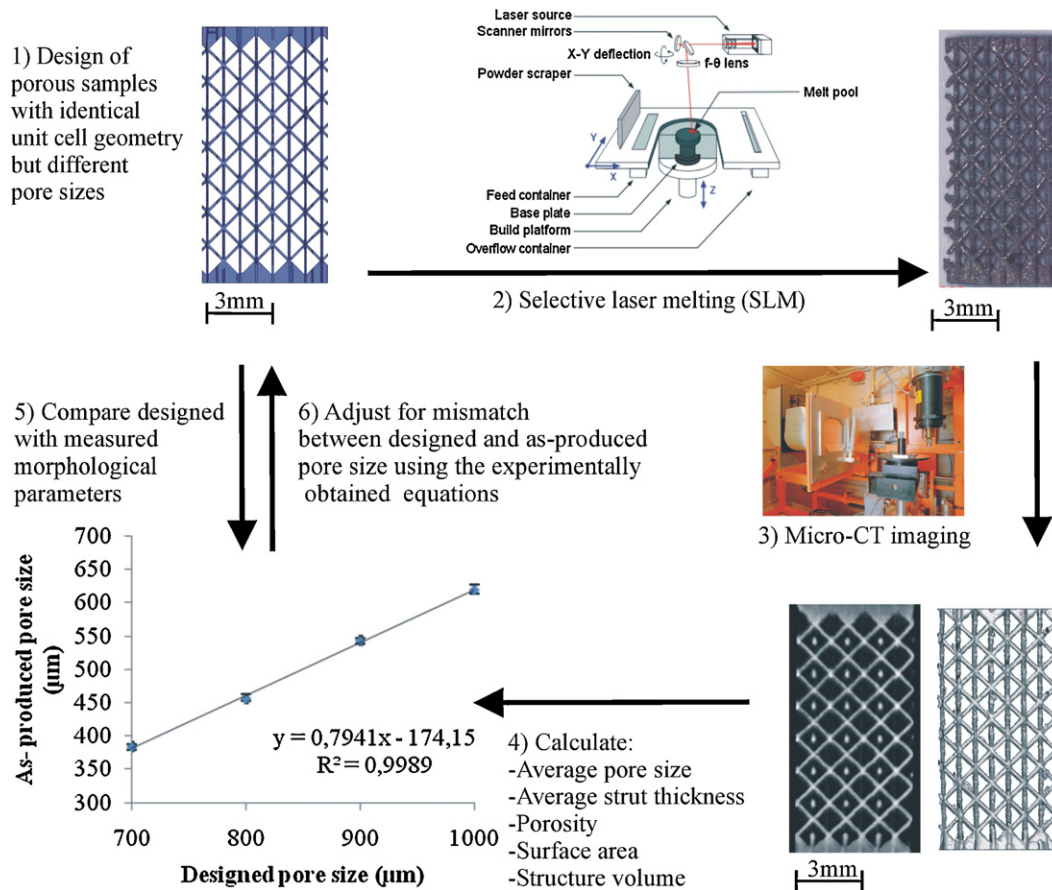 1) Design of
porous samples
with identical
unit cell geometry
but different
pore sizes
3mm
Laser source
Scanner mirrors
X-Y deflection
f-θ lens
Powder scraper
Melt pool
Y
X
Z
Feed container
Base plate
Build platform
Overflow container
2) Selective laser melting (SLM)
3mm
5) Compare designed
with measured
morphological
parameters
6) Adjust for mismatch
between designed and as-produced
pore size using the experimentally
obtained equations
3) Micro-CT imaging
As- produced pore size
(µm)
700
650
600
550
500
450
400
350
300
y = 0,7941x - 174,15
R² = 0,9989
700
800
900
1000
Designed pore size (µm)
4) Calculate:
-Average pore size
-Average strut thickness
-Porosity
-Surface area
-Structure volume
3mm